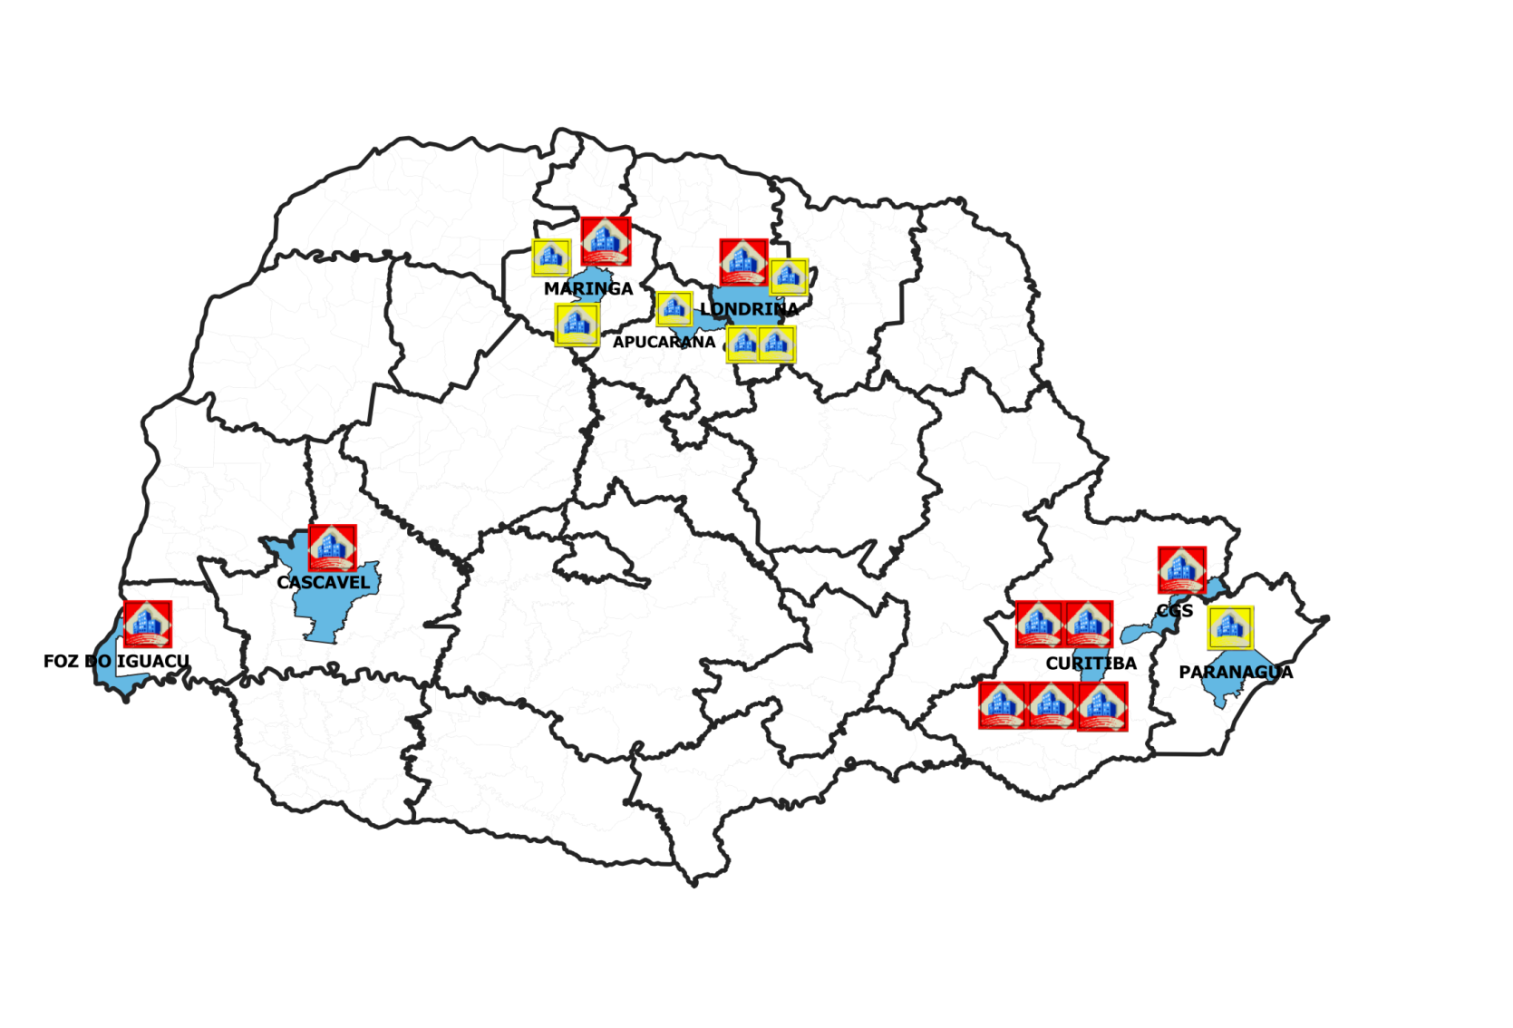 MARINGA
LONDRINA
APUCARANA
CASCAVEL
CGS
FOZ DO IGUACU
CURITIBA
PARANAGUA